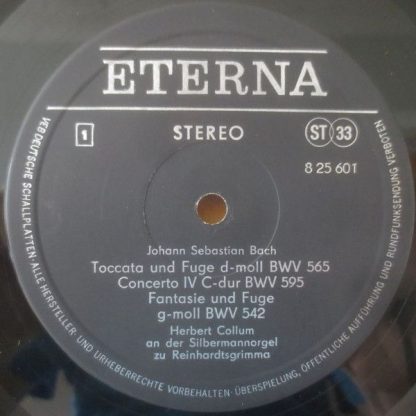 ETERNA
1
STEREO
ST 33
8 25 601
Johann Sebastian Bach
Toccata und Fuge d-moll BWV 565
Concerto IV C-dur BWV 595
Fantasie und Fuge
g-moll BWV 542
Herbert Collum
an der Silbermannorgel
zu Reinhardtsgrimma
VEB DEUTSCHE SCHALLPLATTEN · ALLE HERSTELLER- UND URHEBERRECHTE VORBEHALTEN · ÜBERSPIELUNG, ÖFFENTLICHE AUFFÜHRUNG UND RUNDFUNKSENDUNG VERBOTEN